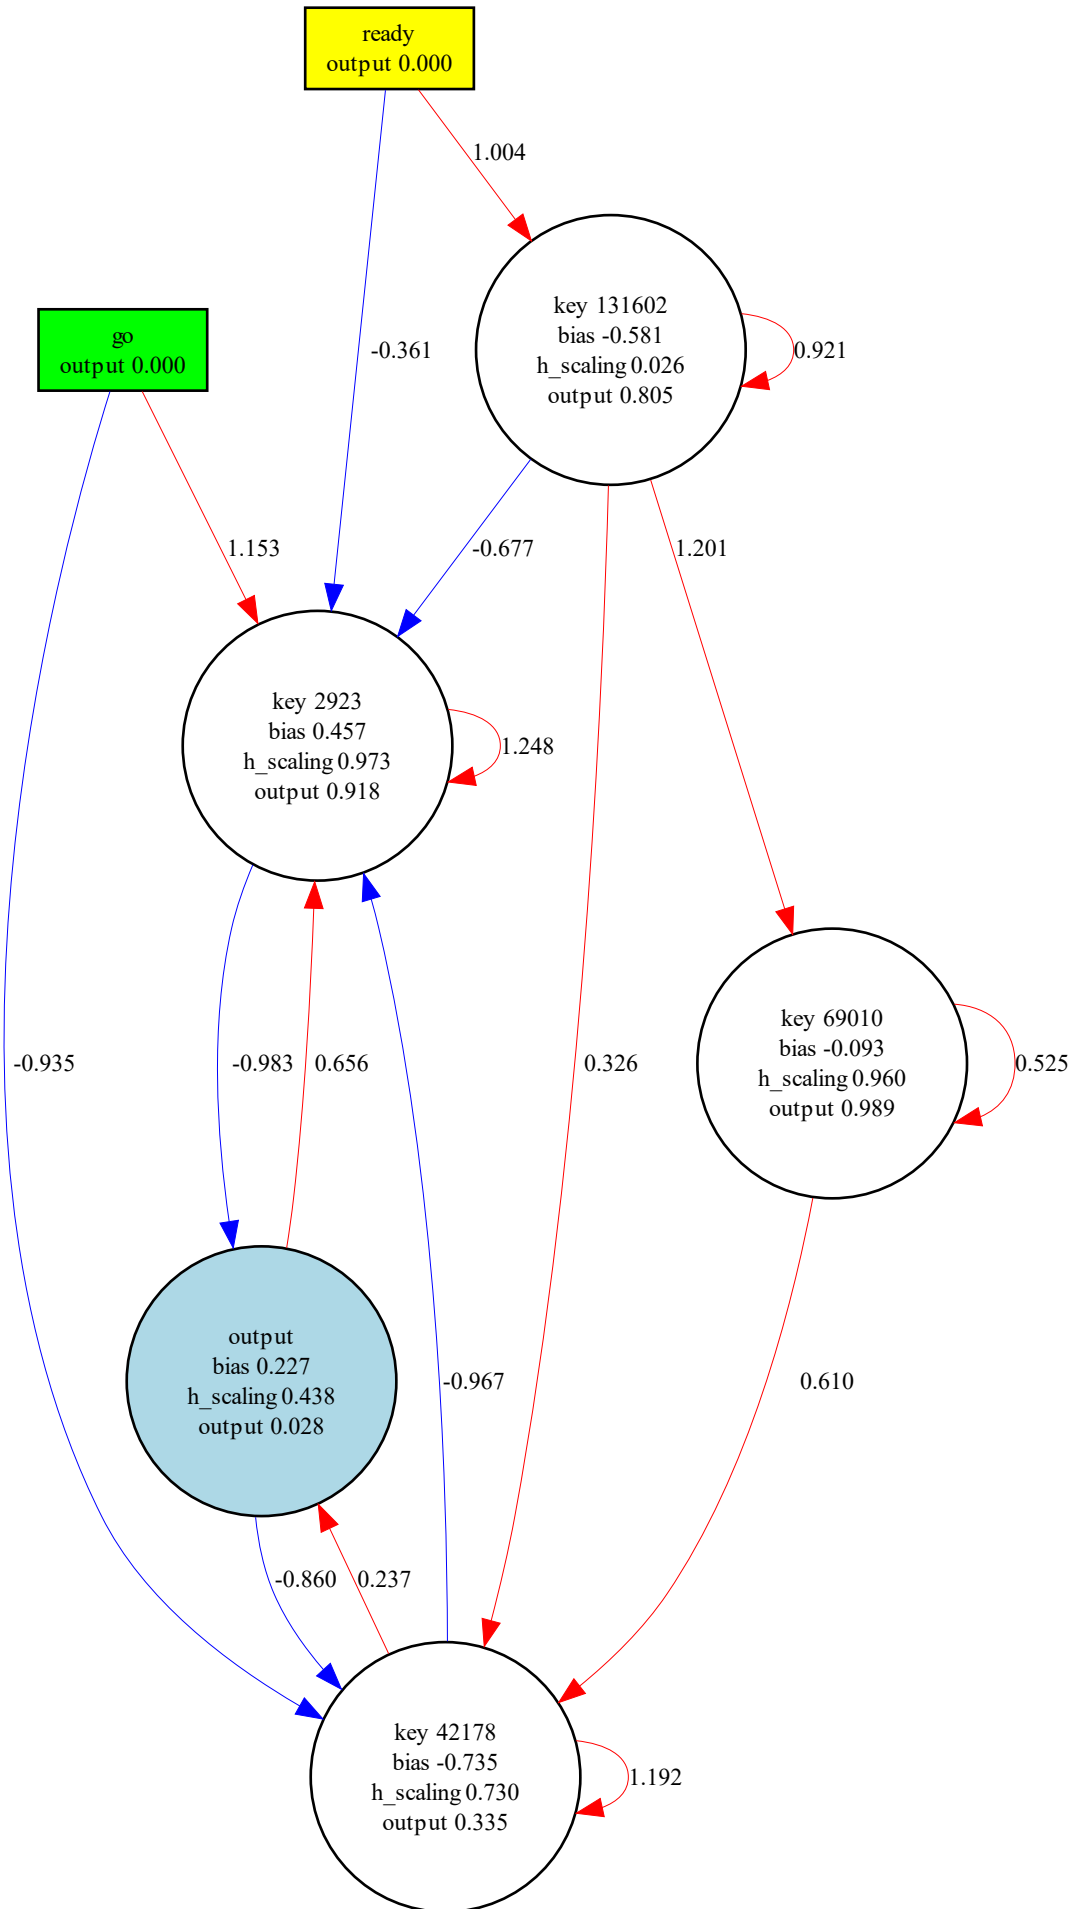 ready
output 0.000
1.004
key 131602
bias -0.581
h_scaling 0.026
output 0.805
0.921
go
output 0.000
-0.361
1.153
-0.677
1.201
key 2923
bias 0.457
h_scaling 0.973
output 0.918
1.248
key 69010
bias -0.093
h_scaling 0.960
output 0.989
0.525
-0.935
-0.983
0.656
0.326
output
bias 0.227
h_scaling 0.438
output 0.028
-0.967
0.610
-0.860
0.237
key 42178
bias -0.735
h_scaling 0.730
output 0.335
1.192